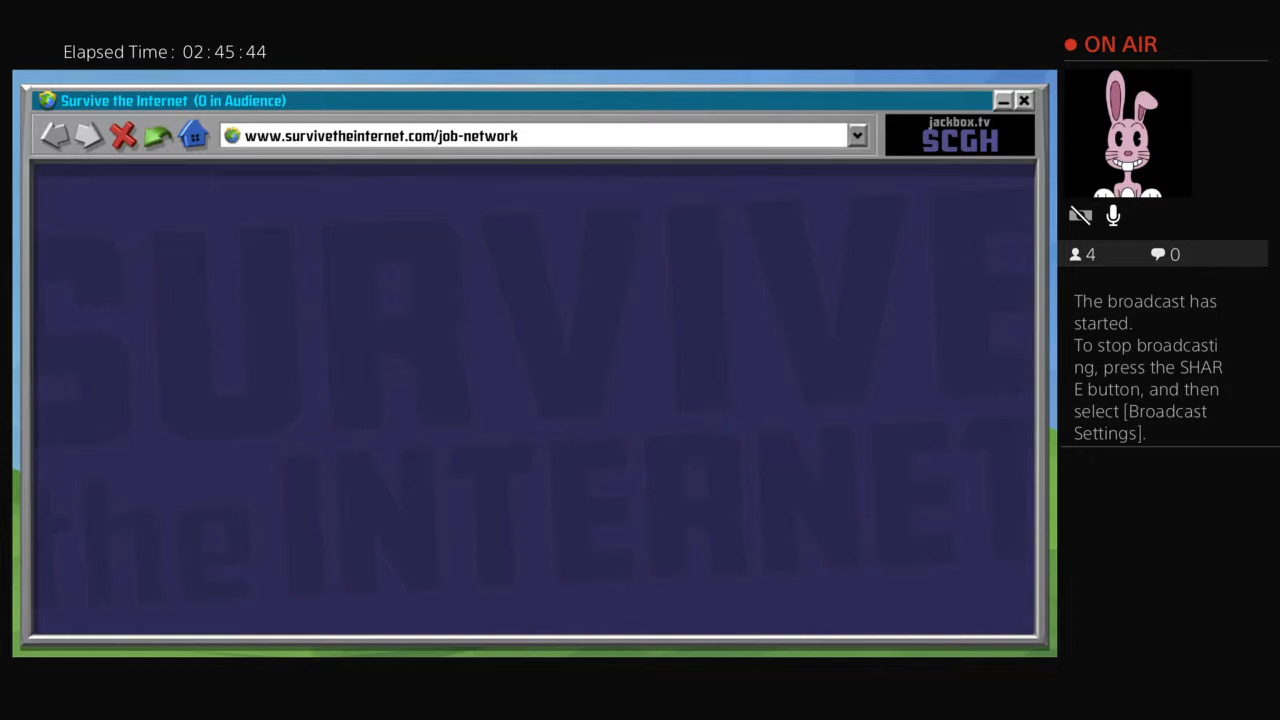 Elapsed Time: 02:45:44
ON AIR
Survive the Internet (0 in Audience)
www.survivetheinternet.com/job-network
jackbox.tv
$CGH
4
0
The broadcast has
started.
To stop broadcasti
ng, press the SHAR
E button, and then
select [Broadcast
Settings].
SURVIVE
the INTERNET